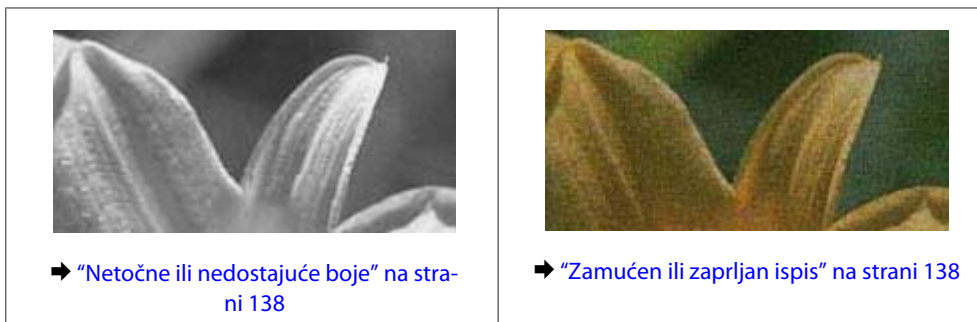 ➡ “Netočne ili nedostajuće boje” na stra-
ni 138
➡ “Zamućen ili zaprljan ispis” na strani 138